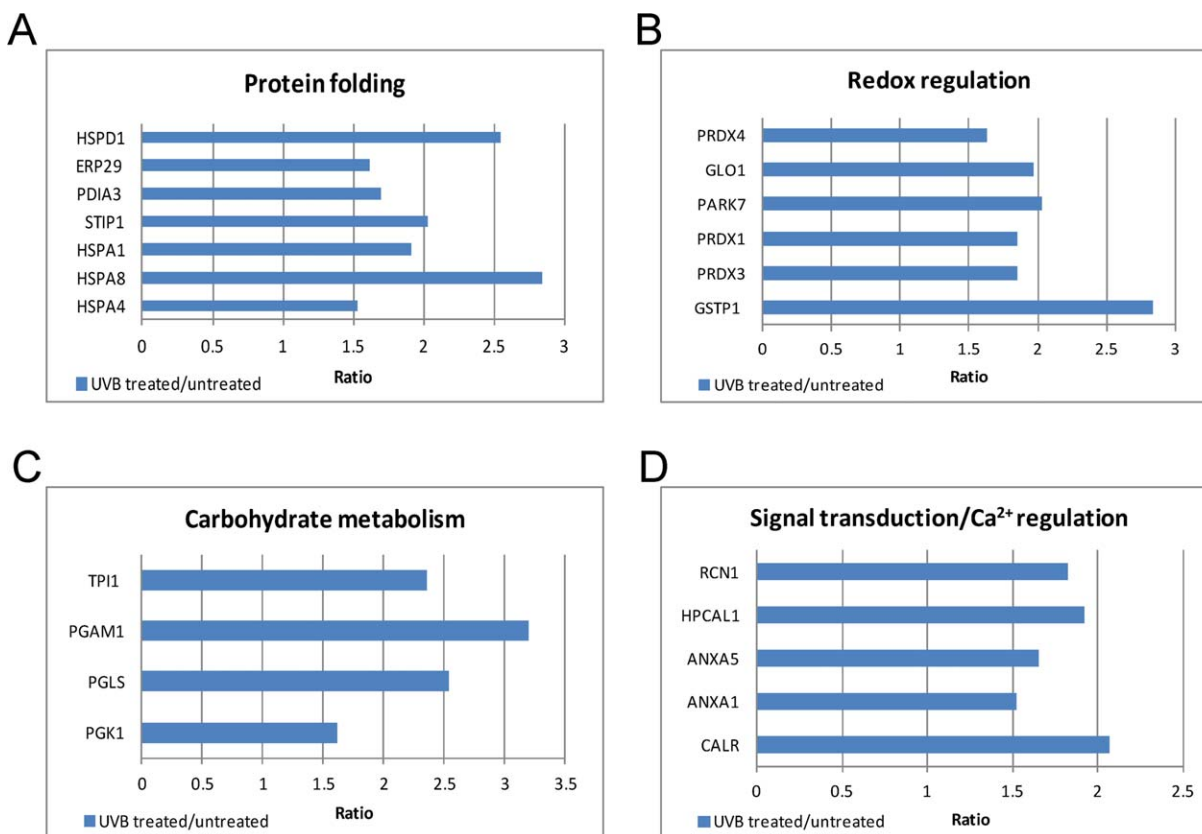 A
Protein folding
HSPD1
ERP29
PDIA3
STIP1
HSPA1
HSPA8
HSPA4
0 0.5 1 1.5 2 2.5 3
UVB treated/untreated
Ratio
B
Redox regulation
PRDX4
GLO1
PARK7
PRDX1
PRDX3
GSTP1
0 0.5 1 1.5 2 2.5 3
UVB treated/untreated
Ratio
C
Carbohydrate metabolism
TPI1
PGAM1
PGLS
PGK1
0 0.5 1 1.5 2 2.5 3 3.5
UVB treated/untreated
Ratio
D
Signal transduction/Ca²⁺ regulation
RCN1
HPCAL1
ANXA5
ANXA1
CALR
0 0.5 1 1.5 2 2.5
UVB treated/untreated
Ratio